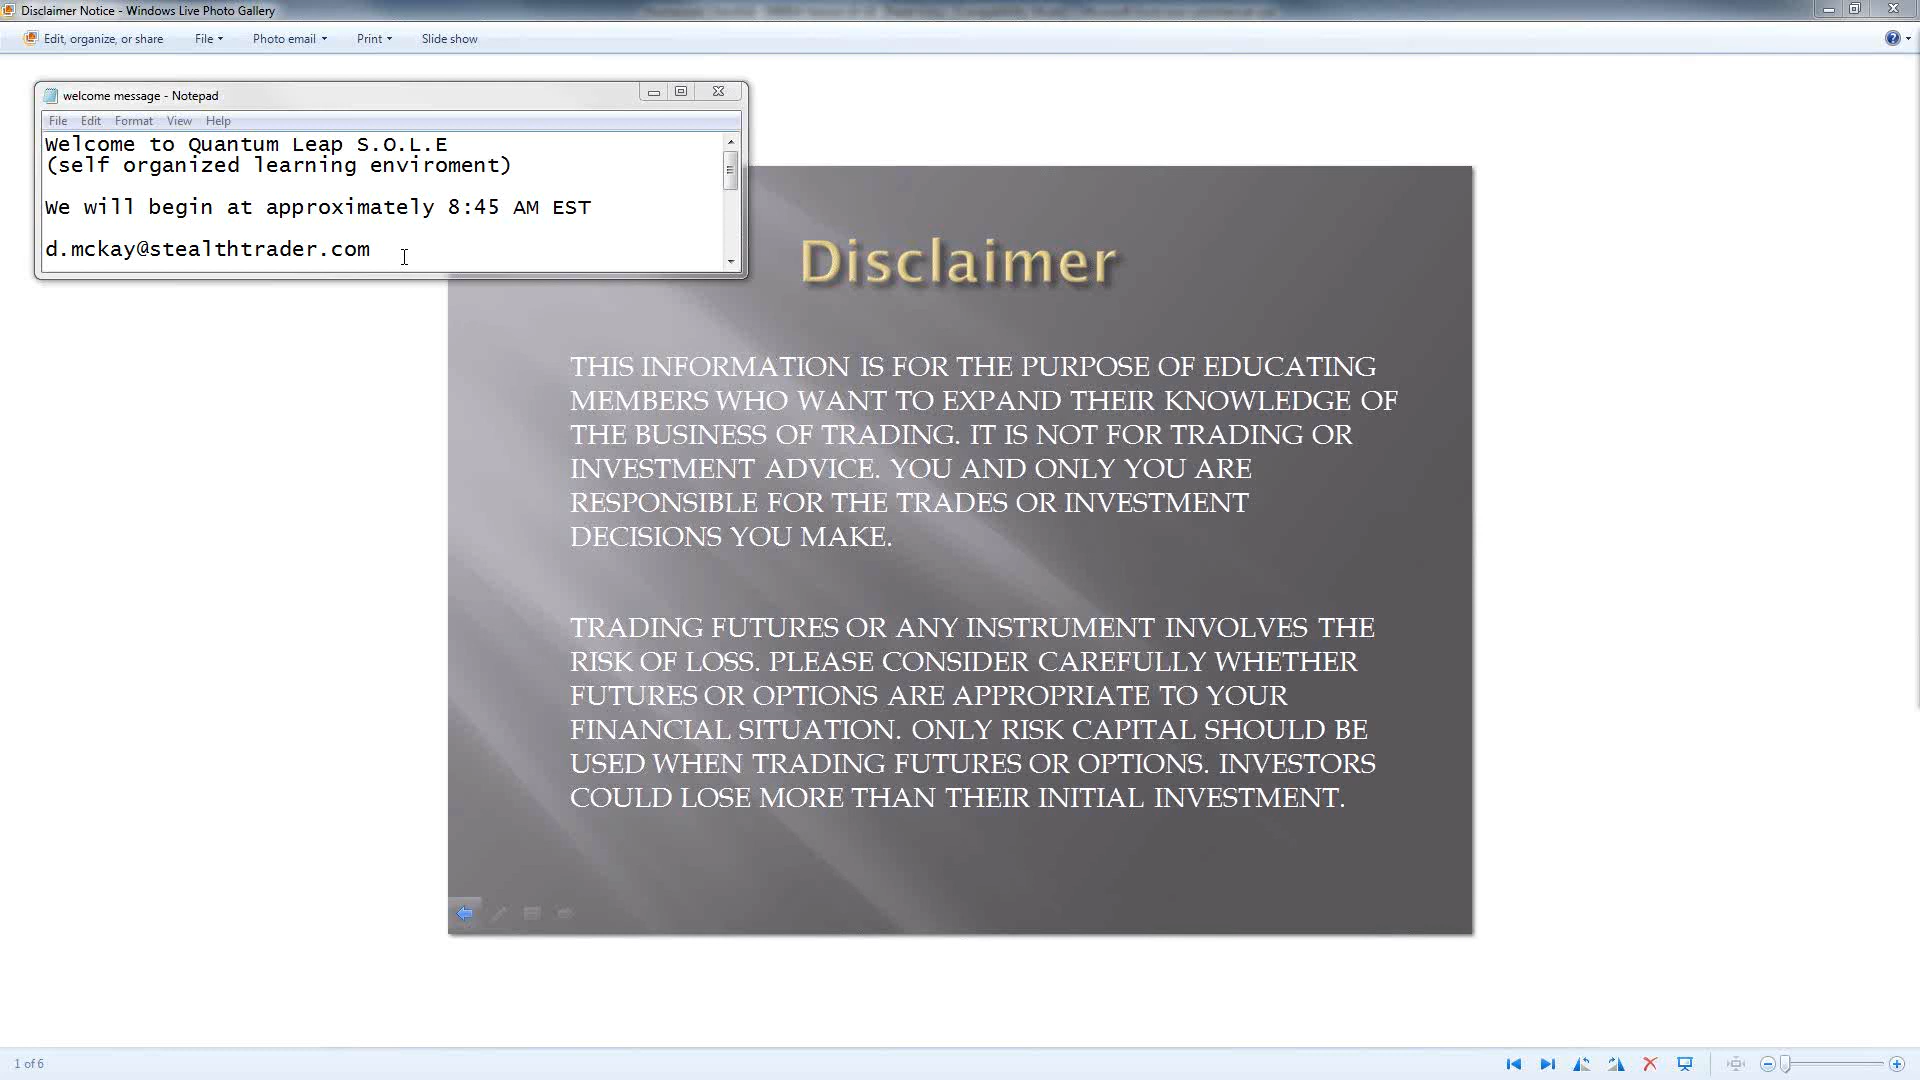 Disclaimer Notice - Windows Live Photo Gallery
Edit, organize, or share File Photo email Print Slide show
welcome message - Notepad
File Edit Format View Help
Welcome to Quantum Leap S.O.L.E
(self organized learning enviroment)
We will begin at approximately 8:45 AM EST
d.mckay@stealthtrader.com
Disclaimer
THIS INFORMATION IS FOR THE PURPOSE OF EDUCATING
MEMBERS WHO WANT TO EXPAND THEIR KNOWLEDGE OF
THE BUSINESS OF TRADING. IT IS NOT FOR TRADING OR
INVESTMENT ADVICE. YOU AND ONLY YOU ARE
RESPONSIBLE FOR THE TRADES OR INVESTMENT
DECISIONS YOU MAKE.
TRADING FUTURES OR ANY INSTRUMENT INVOLVES THE
RISK OF LOSS. PLEASE CONSIDER CAREFULLY WHETHER
FUTURES OR OPTIONS ARE APPROPRIATE TO YOUR
FINANCIAL SITUATION. ONLY RISK CAPITAL SHOULD BE
USED WHEN TRADING FUTURES OR OPTIONS. INVESTORS
COULD LOSE MORE THAN THEIR INITIAL INVESTMENT.
1 of 6